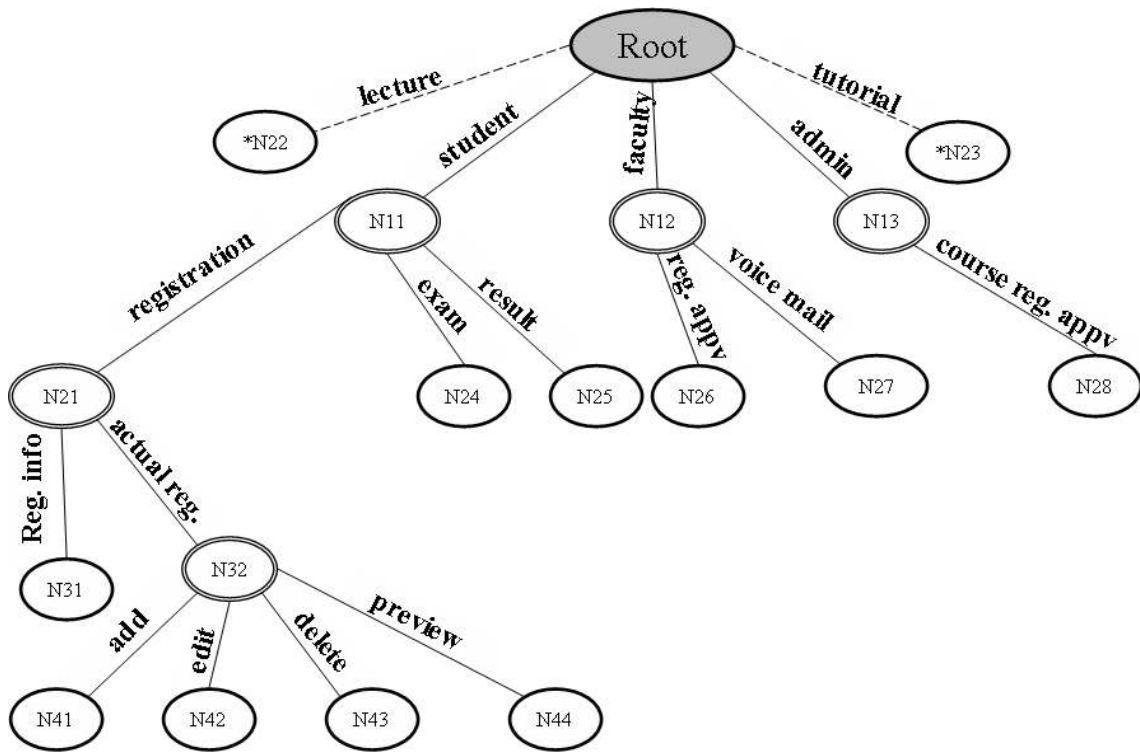 Root
lecture
student
faculty
admin
tutorial
*N22
*N23
N11
N12
N13
registration
exam
result
reg. appv
voice mail
course reg. appv
N21
N24
N25
N26
N27
N28
Reg. info
actual reg.
N31
N32
add
edit
delete
preview
N41
N42
N43
N44